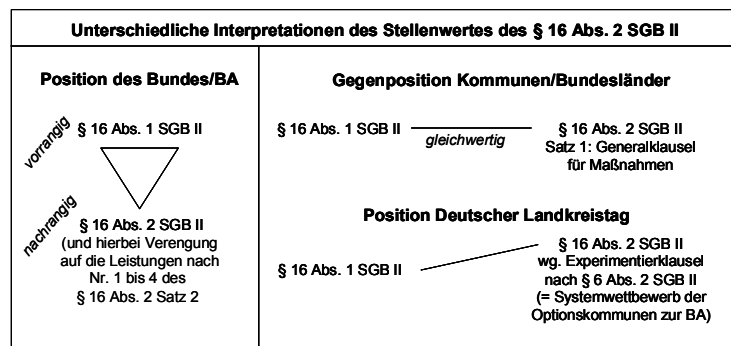 Unterschiedliche Interpretationen des Stellenwertes des § 16 Abs. 2 SGB II
Position des Bundes/BA
vorrangig
§ 16 Abs. 1 SGB II
nachrangig
§ 16 Abs. 2 SGB II
(und hierbei Verengung
auf die Leistungen nach
Nr. 1 bis 4 des
§ 16 Abs. 2 Satz 2
Gegenposition Kommunen/Bundesländer
§ 16 Abs. 1 SGB II
gleichwertig
§ 16 Abs. 2 SGB II
Satz 1: Generalklausel
für Maßnahmen
Position Deutscher Landkreistag
§ 16 Abs. 1 SGB II
§ 16 Abs. 2 SGB II
wg. Experimentierklausel
nach § 6 Abs. 2 SGB II
(= Systemwettbewerb der
Optionskommunen zur BA)